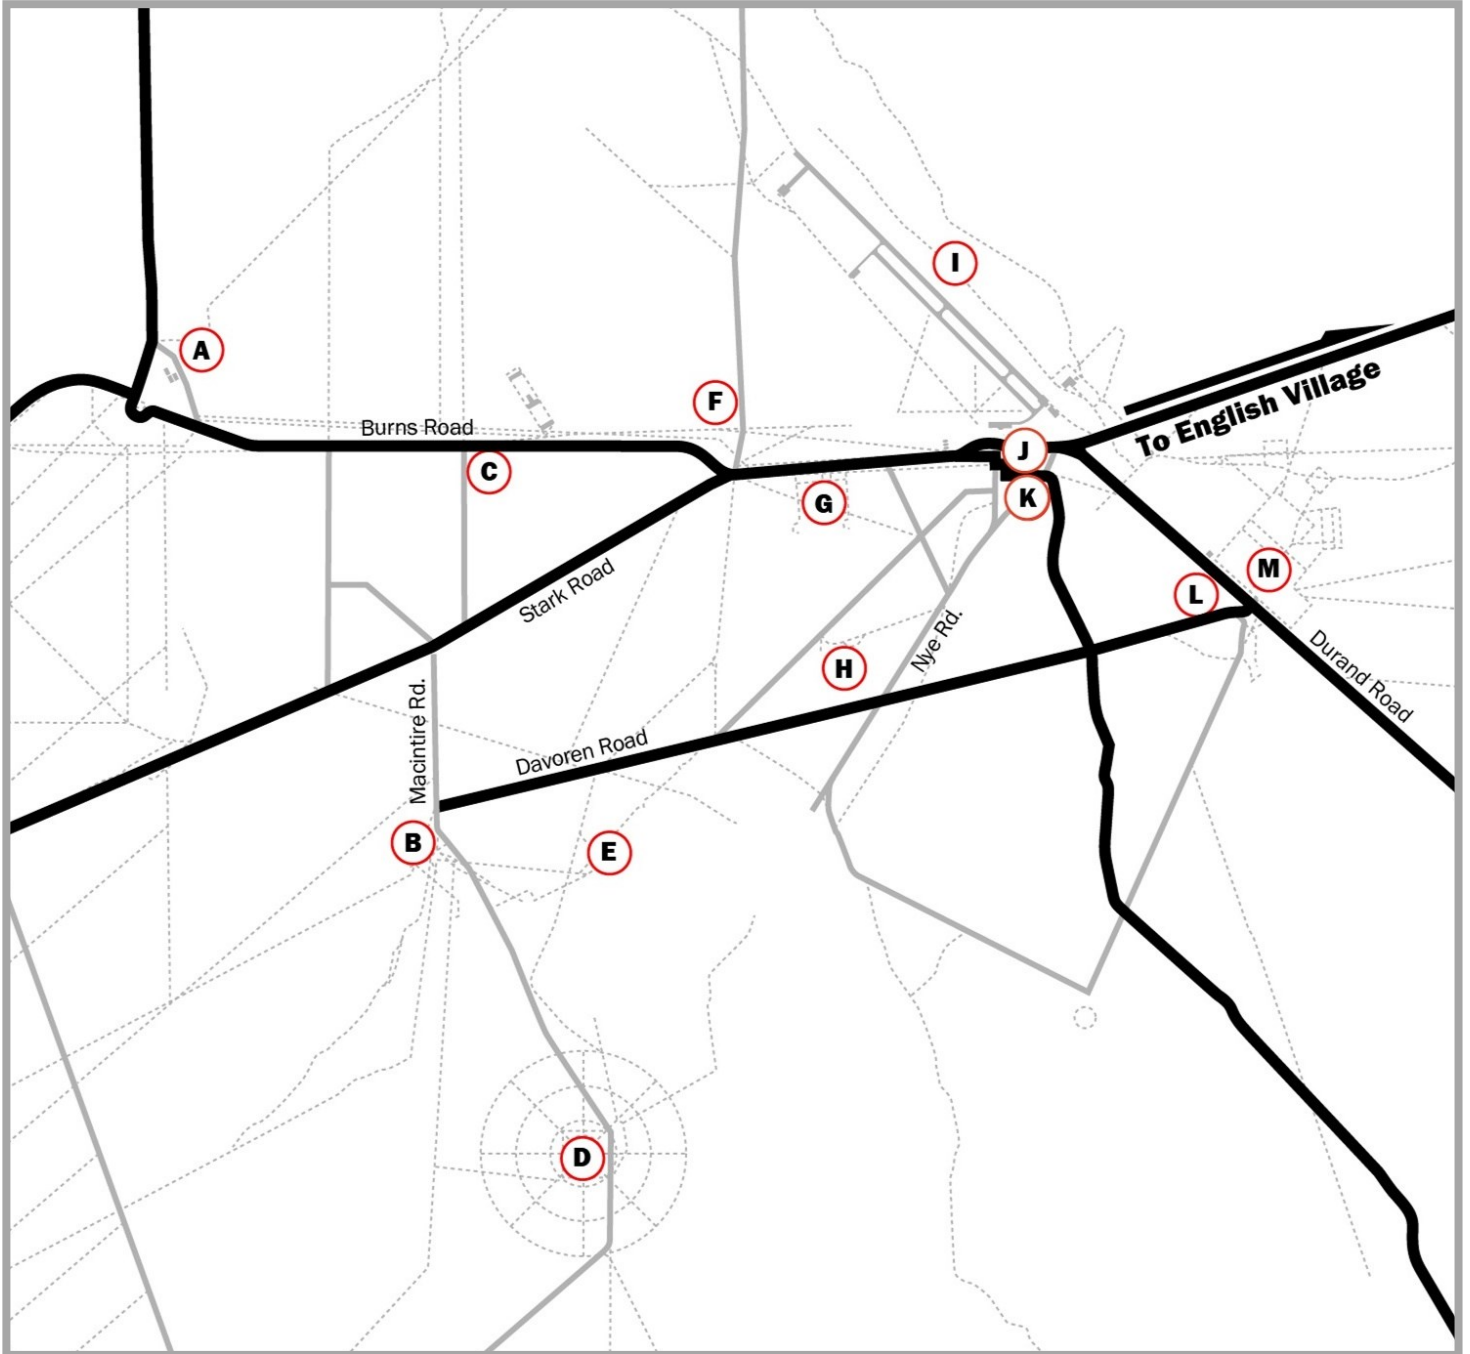 I
A
To English Village
F
Burns Road
J
C
K
G
M
Stark Road
L
Nye Rd.
H
Durand Road
Macintire Rd.
Davoren Road
B
E
D